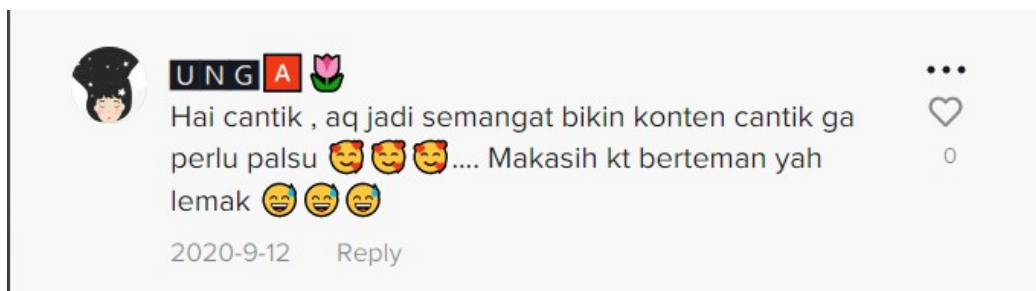 UNGA🌷
Hai cantik , aq jadi semangat bikin konten cantik ga
perlu palsu 🥰🥰🥰.... Makasih kt berteman yah
lemak 😅😅😅
0
2020-9-12 Reply